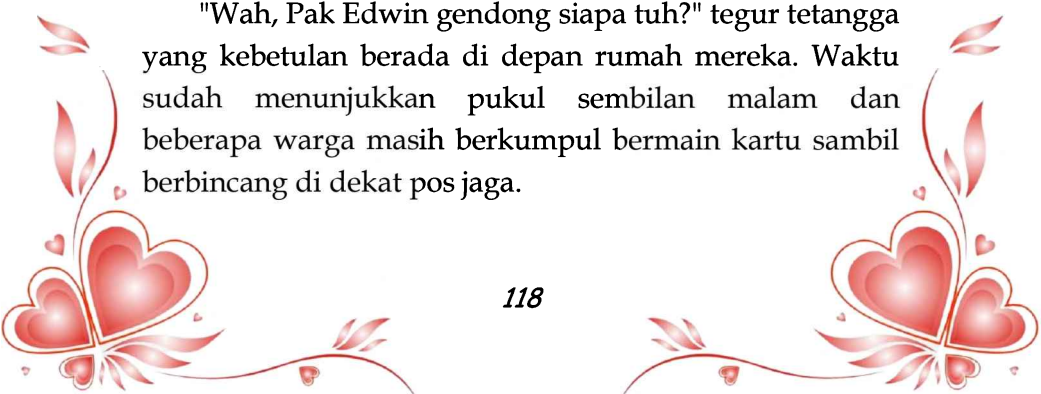 "Wah, Pak Edwin gendong siapa tuh?" tegur tetangga
yang kebetulan berada di depan rumah mereka. Waktu
sudah menunjukkan pukul sembilan malam dan
beberapa warga masih berkumpul bermain kartu sambil
berbincang di dekat pos jaga.
118